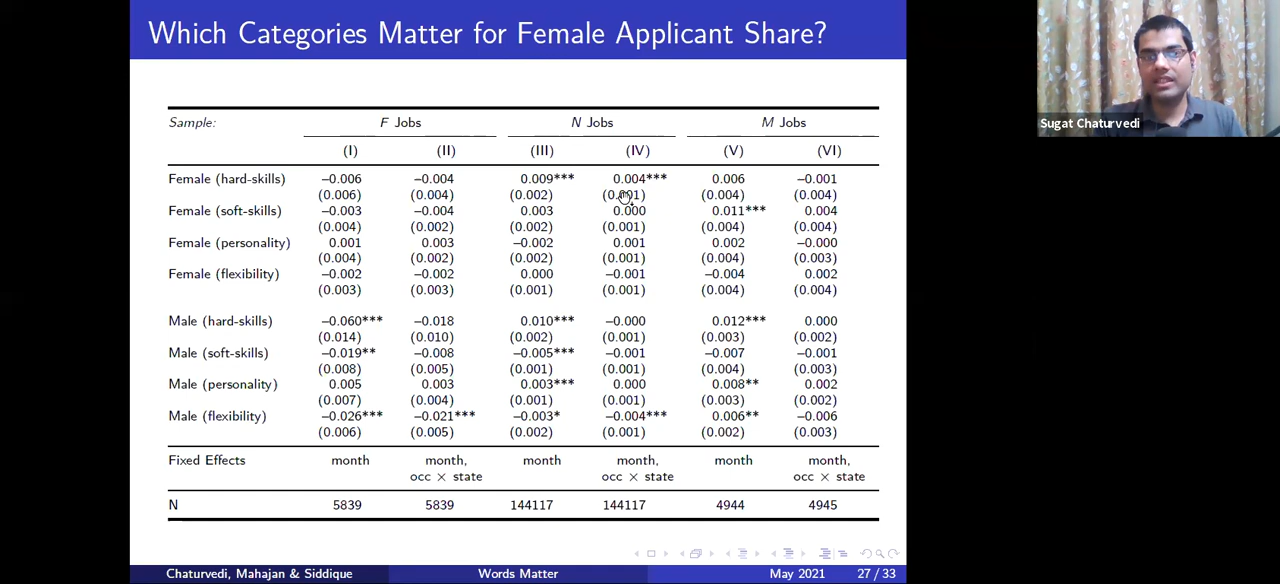 Which Categories Matter for Female Applicant Share?
Sugat Chaturvedi
Sample: F Jobs N Jobs M Jobs
(I) (II) (III) (IV) (V) (VI)
Female (hard-skills) −0.006 −0.004 0.009*** 0.004*** 0.006 −0.001
(0.006) (0.004) (0.002) (0.001) (0.004) (0.004)
Female (soft-skills) −0.003 −0.004 0.003 0.000 0.011*** 0.004
(0.004) (0.002) (0.002) (0.001) (0.004) (0.004)
Female (personality) 0.001 0.003 −0.002 0.001 0.002 −0.000
(0.004) (0.002) (0.002) (0.001) (0.004) (0.003)
Female (flexibility) −0.002 −0.002 0.000 −0.001 −0.004 0.002
(0.003) (0.003) (0.001) (0.001) (0.004) (0.004)
Male (hard-skills) −0.060*** −0.018 0.010*** −0.000 0.012*** 0.000
(0.014) (0.010) (0.002) (0.001) (0.003) (0.002)
Male (soft-skills) −0.019** −0.008 −0.005*** −0.001 −0.007 −0.001
(0.008) (0.005) (0.001) (0.001) (0.004) (0.003)
Male (personality) 0.005 0.003 0.003*** 0.000 0.008** 0.002
(0.007) (0.004) (0.001) (0.001) (0.003) (0.002)
Male (flexibility) −0.026*** −0.021*** −0.003* −0.004*** 0.006** −0.006
(0.006) (0.005) (0.002) (0.001) (0.002) (0.003)
Fixed Effects month month, month month, month month,
occ × state occ × state occ × state
N 5839 5839 144117 144117 4944 4945
Chaturvedi, Mahajan & Siddique Words Matter May 2021 27 / 33